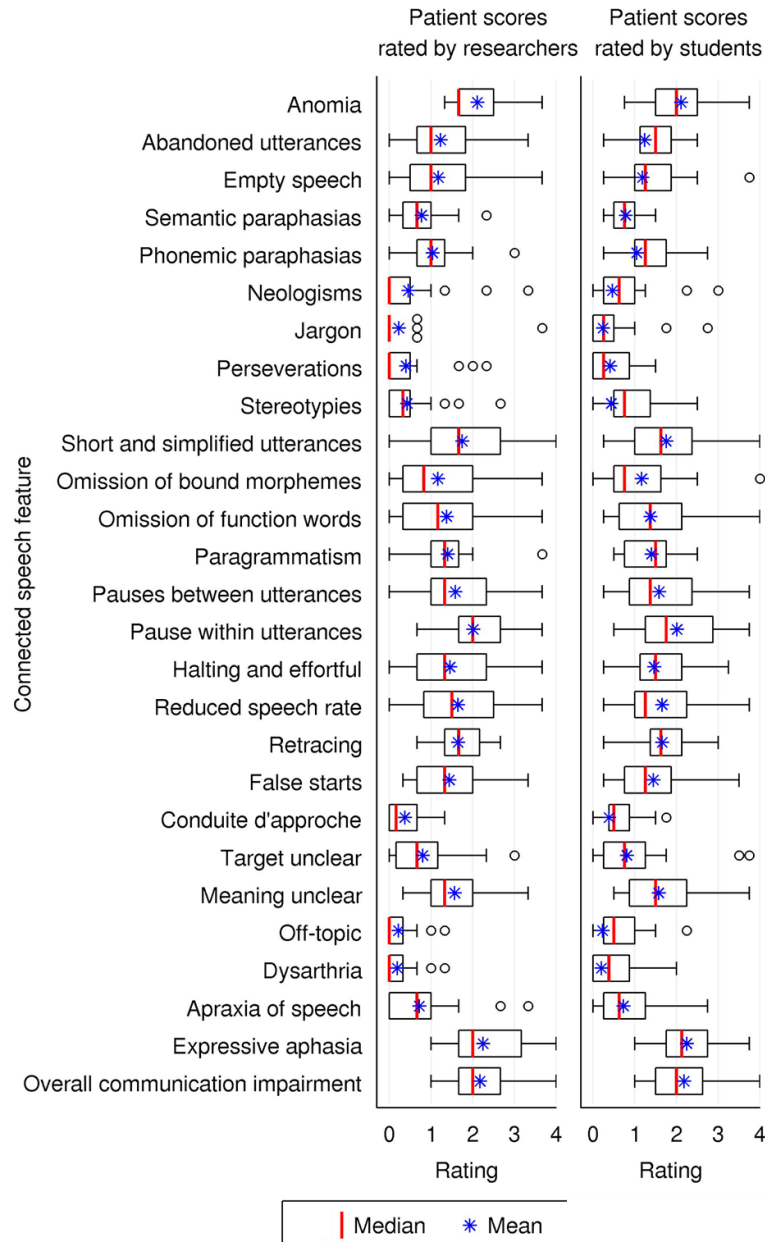 Patient scores
rated by researchers
Patient scores
rated by students
Connected speech feature
Anomia
Abandoned utterances
Empty speech
Semantic paraphasias
Phonemic paraphasias
Neologisms
Jargon
Perseverations
Stereotypies
Short and simplified utterances
Omission of bound morphemes
Omission of function words
Paragrammatism
Pauses between utterances
Pause within utterances
Halting and effortful
Reduced speech rate
Retracing
False starts
Conduite d'approche
Target unclear
Meaning unclear
Off-topic
Dysarthria
Apraxia of speech
Expressive aphasia
Overall communication impairment
0 1 2 3 4
0 1 2 3 4
Rating
Rating
Median Mean